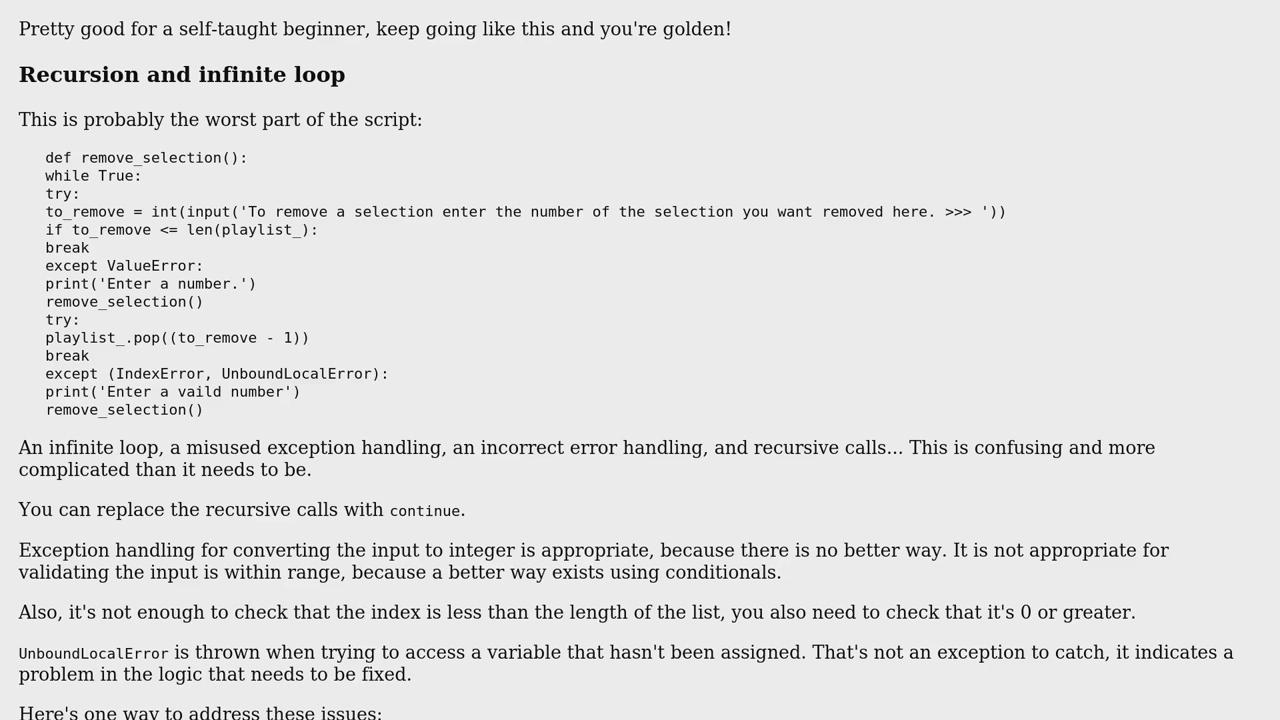 Pretty good for a self-taught beginner, keep going like this and you're golden!
Recursion and infinite loop
This is probably the worst part of the script:
def remove_selection():
while True:
try:
to_remove = int(input('To remove a selection enter the number of the selection you want removed here. >>> '))
if to_remove <= len(playlist_):
break
except ValueError:
print('Enter a number.')
remove_selection()
try:
playlist_.pop((to_remove - 1))
break
except (IndexError, UnboundLocalError):
print('Enter a vaild number')
remove_selection()
An infinite loop, a misused exception handling, an incorrect error handling, and recursive calls... This is confusing and more
complicated than it needs to be.
You can replace the recursive calls with continue.
Exception handling for converting the input to integer is appropriate, because there is no better way. It is not appropriate for
validating the input is within range, because a better way exists using conditionals.
Also, it's not enough to check that the index is less than the length of the list, you also need to check that it's 0 or greater.
UnboundLocalError is thrown when trying to access a variable that hasn't been assigned. That's not an exception to catch, it indicates a
problem in the logic that needs to be fixed.
Here's one way to address these issues: